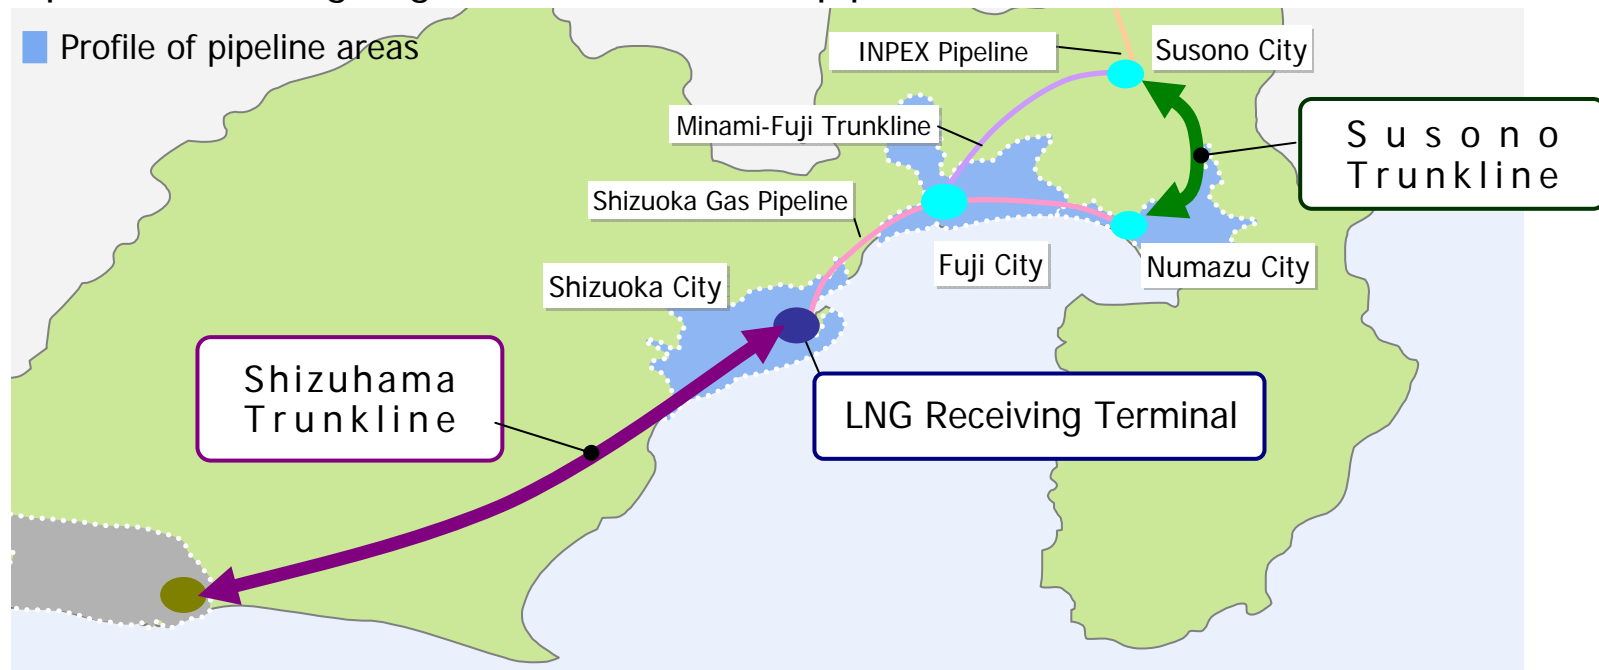 Profile of pipeline areas
INPEX Pipeline
Susono City
Minami-Fuji Trunkline
Susono
Trunkline
Shizuoka Gas Pipeline
Fuji City
Numazu City
Shizuoka City
Shizuhama
Trunkline
LNG Receiving Terminal